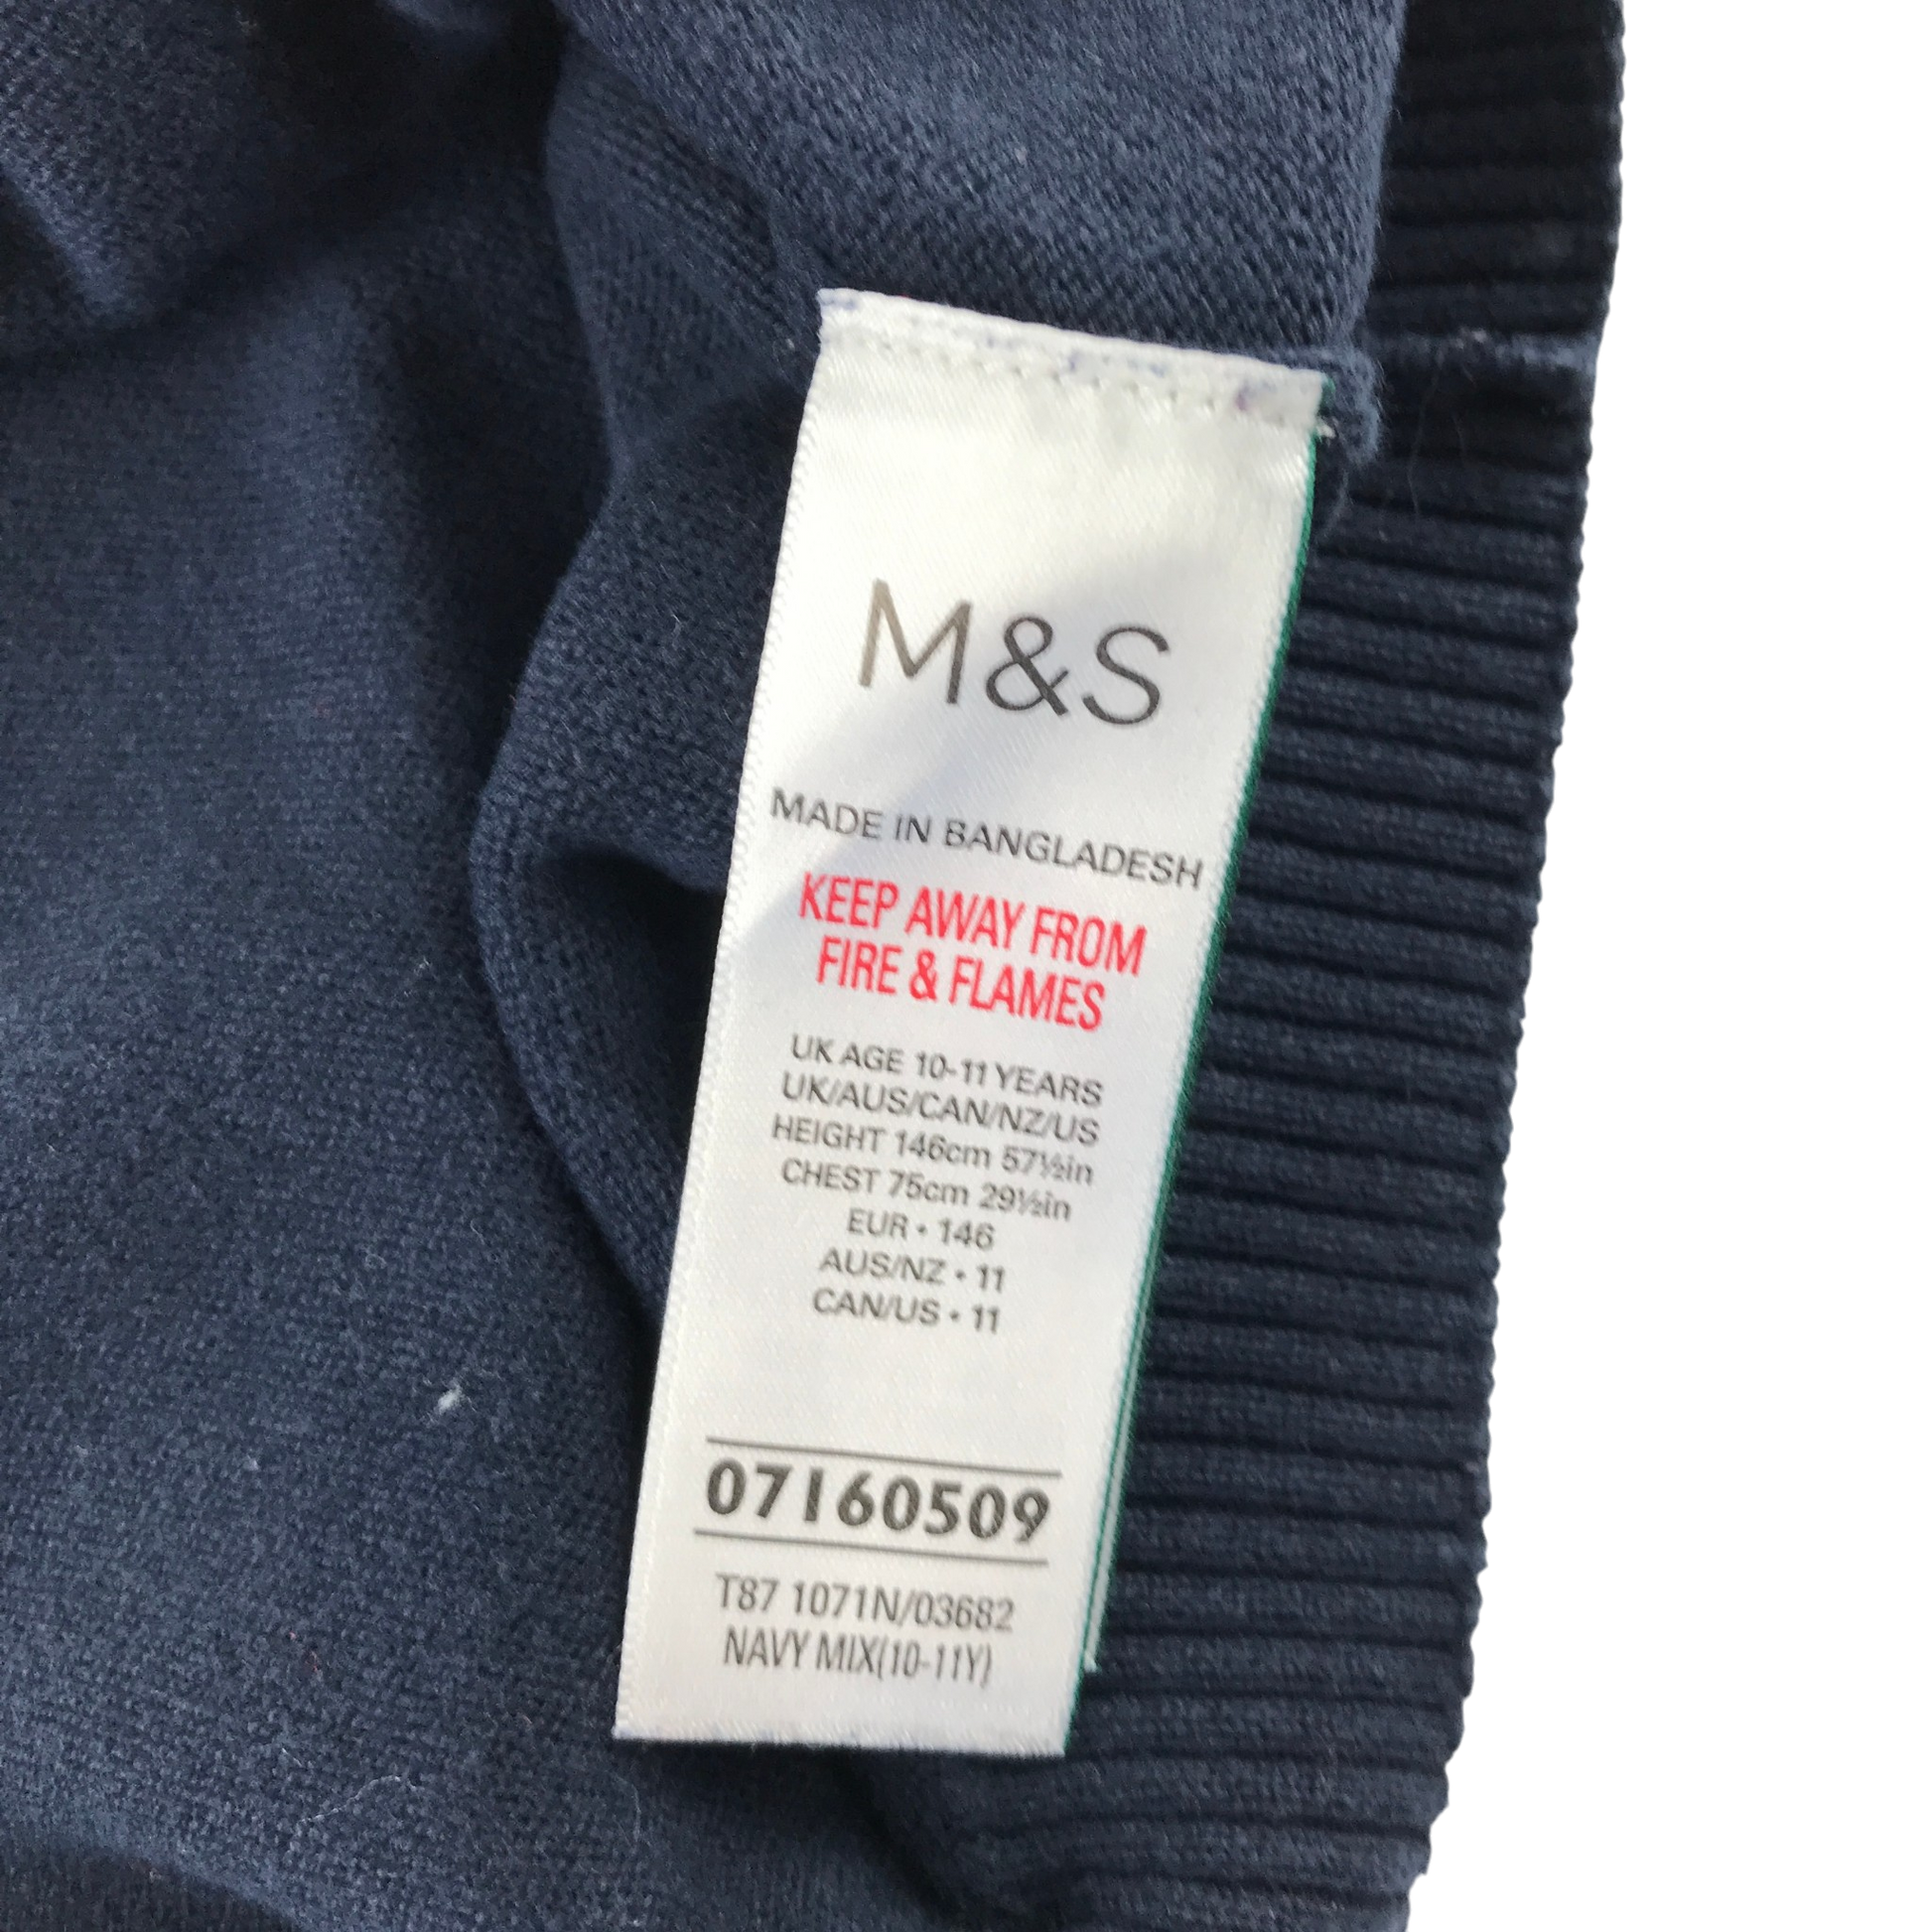 M&S
MADE IN BANGLADESH
KEEP AWAY FROM
FIRE & FLAMES
UK AGE 10-11 YEARS
UK/AUS/CAN/NZ/US
HEIGHT 146cm 57½in
CHEST 75cm 29½in
EUR • 146
AUS/NZ • 11
CAN/US • 11
07160509
T87 1071N/03682
NAVY MIX(10-11Y)